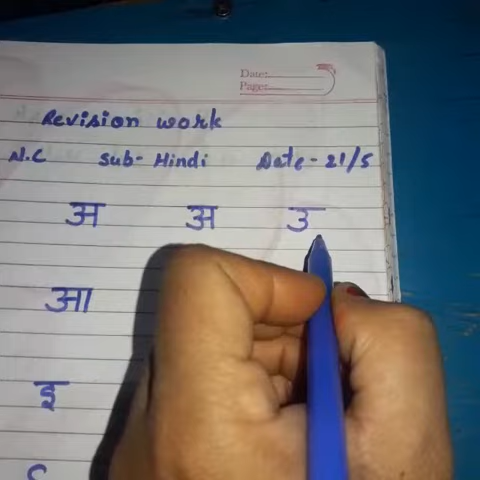 Date:
Page:
Revision work
N.C Sub- Hindi Date - 21/5
अ अ उ
आ
इ